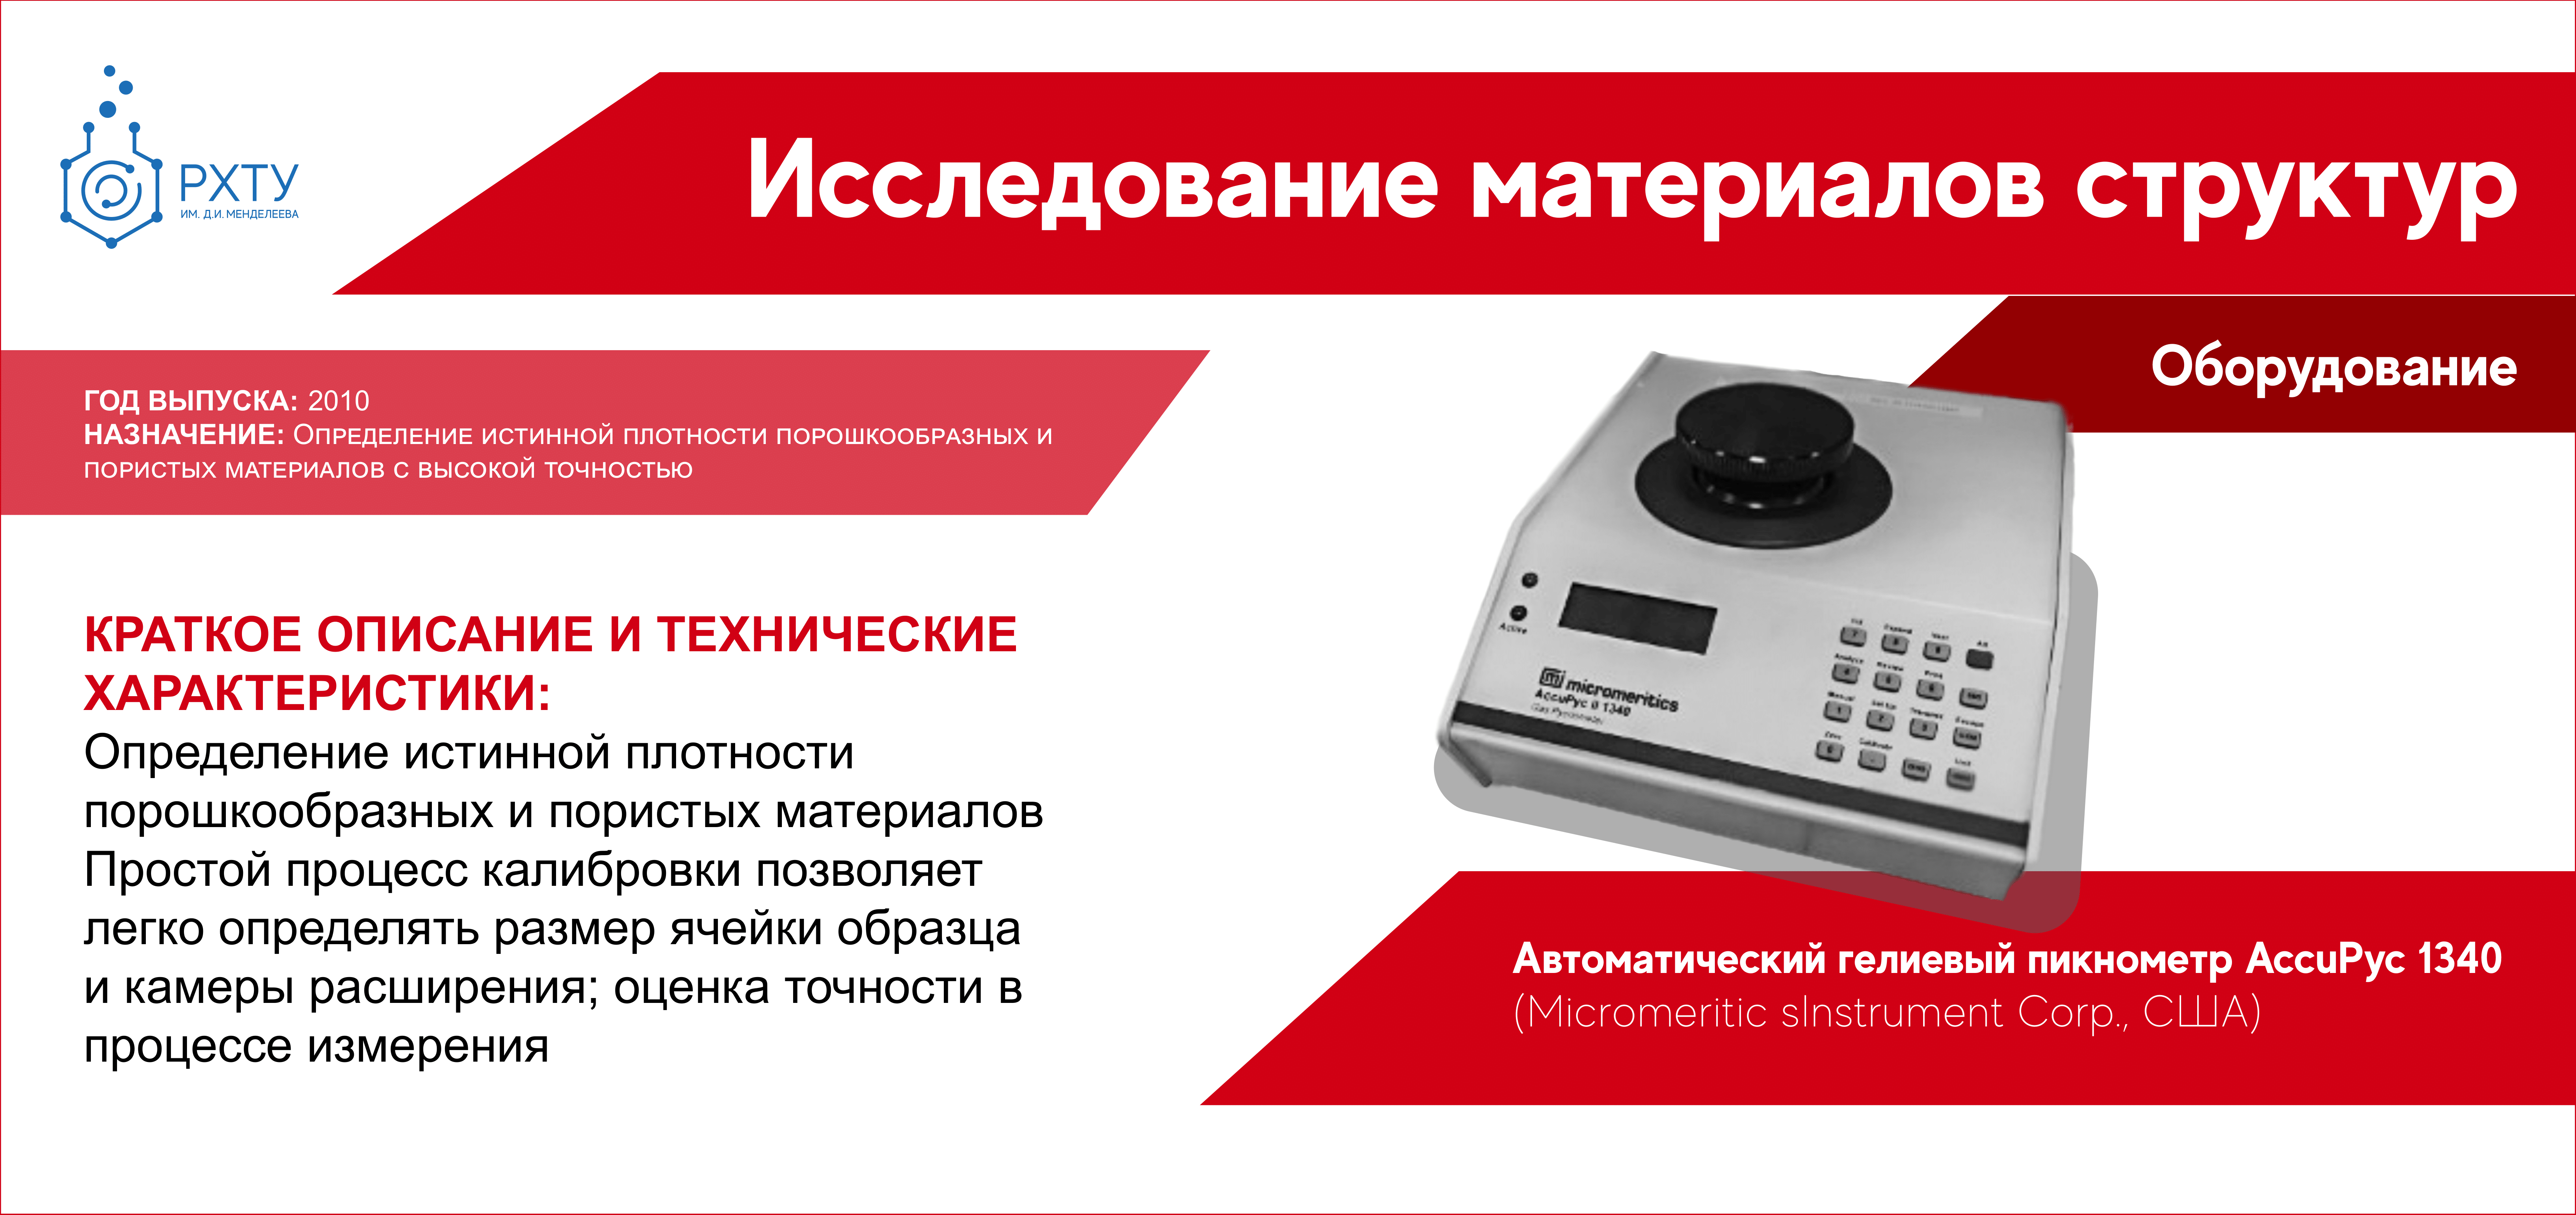 РХТУ
ИМ. Д.И. МЕНДЕЛЕЕВА
Исследование материалов структур
Оборудование
ГОД ВЫПУСКА: 2010
НАЗНАЧЕНИЕ: Определение истинной плотности порошкообразных и
пористых материалов с высокой точностью
КРАТКОЕ ОПИСАНИЕ И ТЕХНИЧЕСКИЕ
ХАРАКТЕРИСТИКИ:
Определение истинной плотности
порошкообразных и пористых материалов
Простой процесс калибровки позволяет
легко определять размер ячейки образца
и камеры расширения; оценка точности в
процессе измерения
Active
micromeritics
AccuPyc II 1340
Gas Pycnometer
Автоматический гелиевый пикнометр AccuPyc 1340
(Micromeritic sInstrument Corp., США)